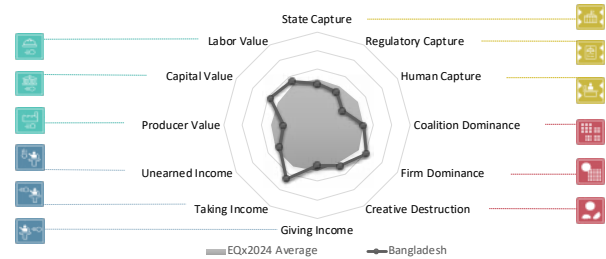 State Capture
Labor Value
Regulatory Capture
Capital Value
Human Capture
Producer Value
Coalition Dominance
Unearned Income
Firm Dominance
Taking Income
Creative Destruction
Giving Income
EQx2024 Average
Bangladesh